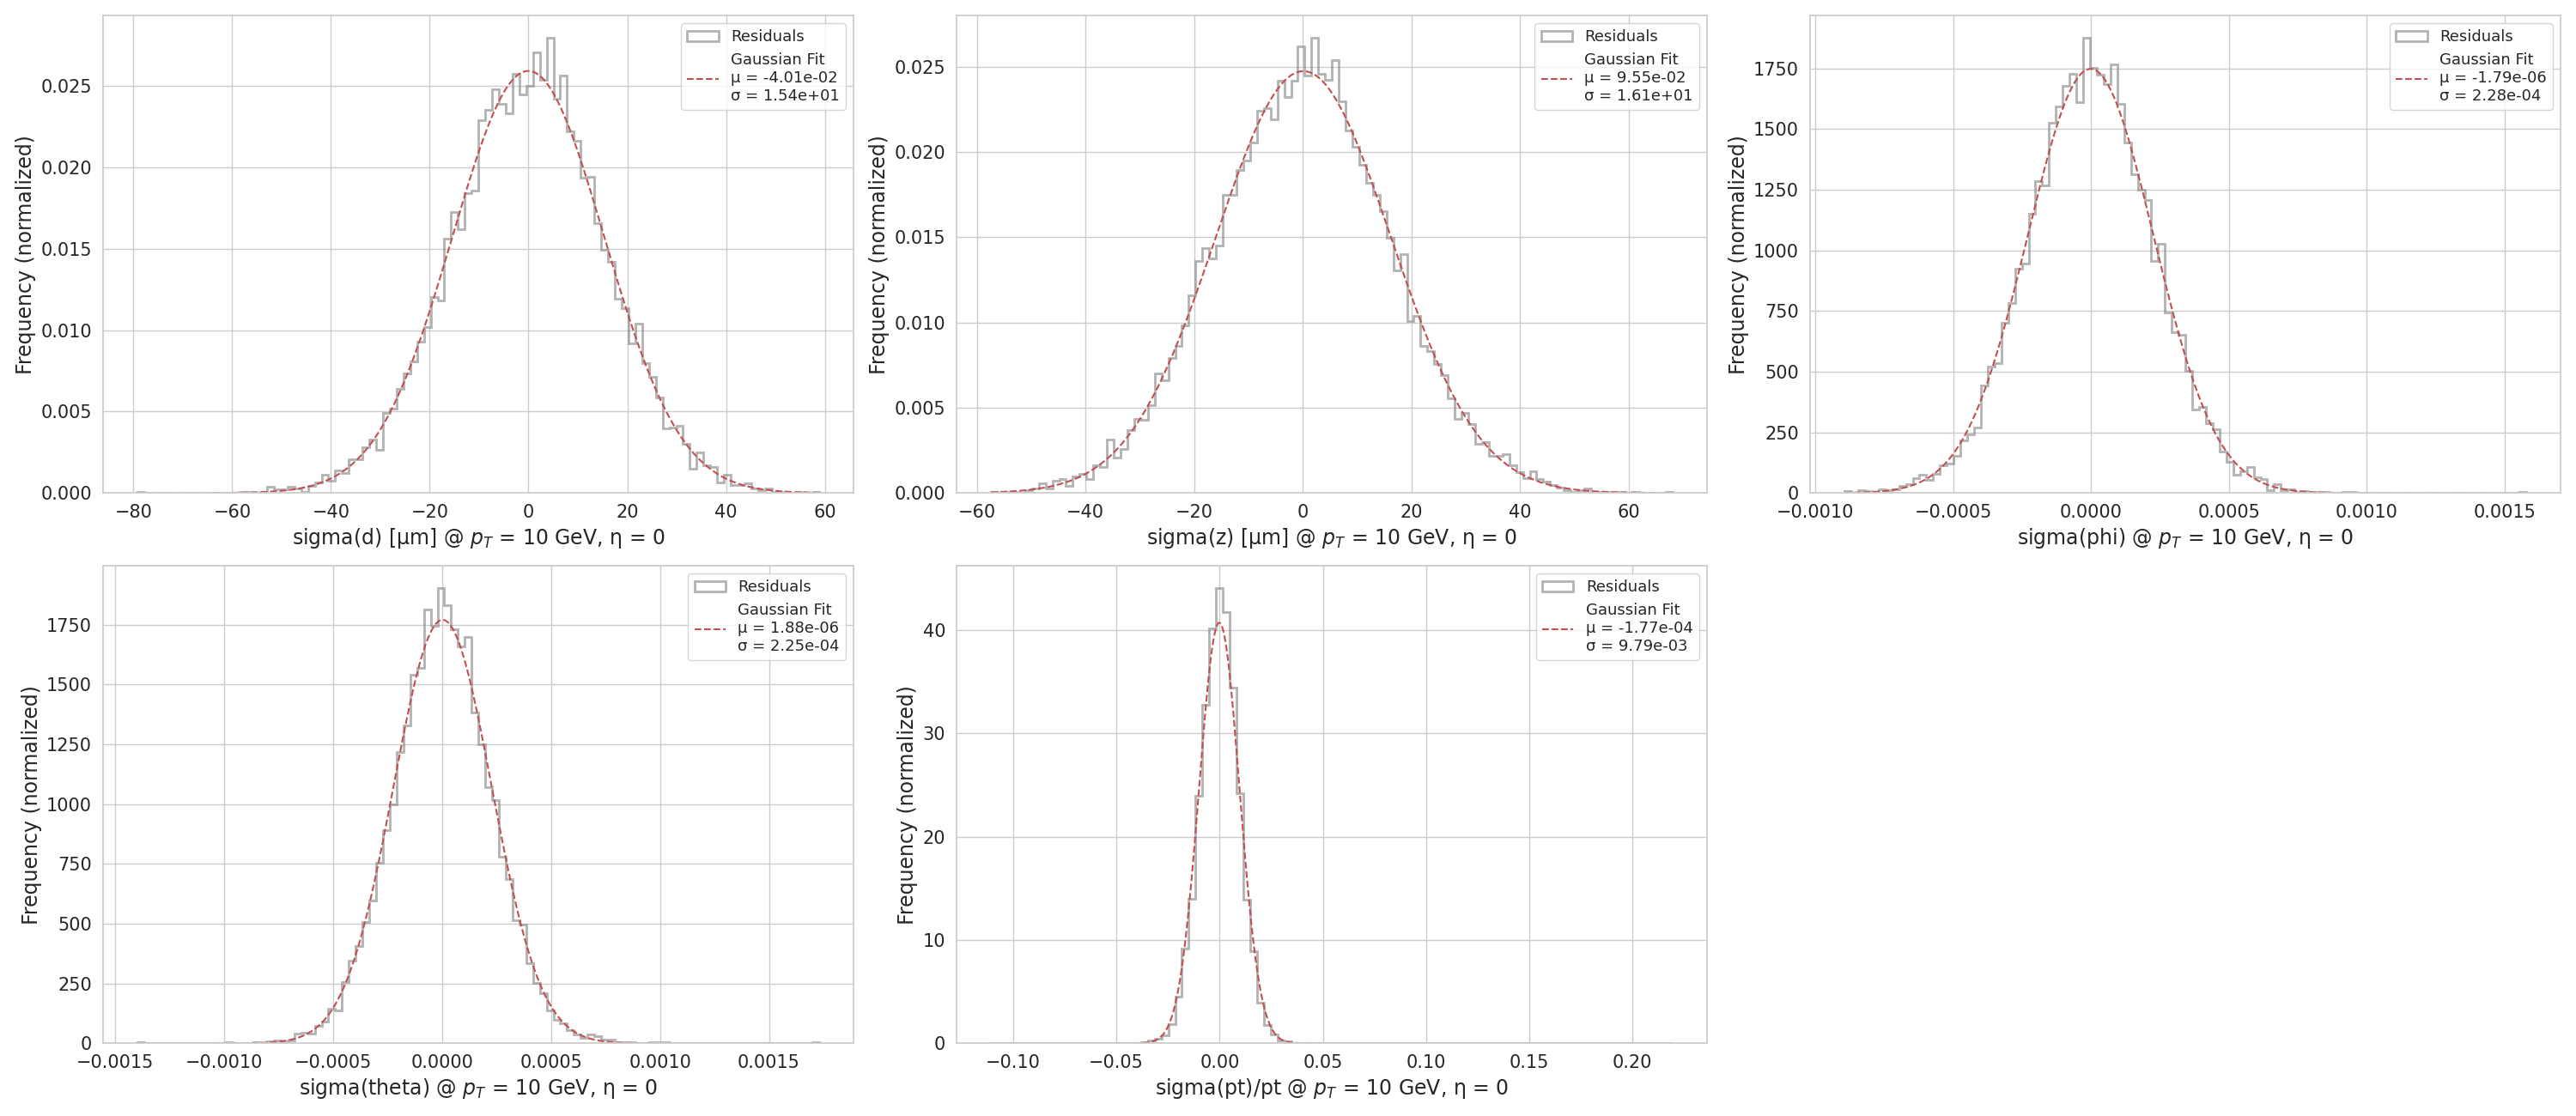 Frequency (normalized)
0.025
0.020
0.015
0.010
0.005
0.000
−80 −60 −40 −20 0 20 40 60
sigma(d) [μm] @ pT = 10 GeV, η = 0
Residuals
Gaussian Fit
μ = -4.01e-02
σ = 1.54e+01
Frequency (normalized)
0.025
0.020
0.015
0.010
0.005
0.000
−60 −40 −20 0 20 40 60
sigma(z) [μm] @ pT = 10 GeV, η = 0
Residuals
Gaussian Fit
μ = 9.55e-02
σ = 1.61e+01
Frequency (normalized)
1750
1500
1250
1000
750
500
250
0
−0.0010 −0.0005 0.0000 0.0005 0.0010 0.0015
sigma(phi) @ pT = 10 GeV, η = 0
Residuals
Gaussian Fit
μ = -1.79e-06
σ = 2.28e-04
Frequency (normalized)
1750
1500
1250
1000
750
500
250
0
−0.0015 −0.0010 −0.0005 0.0000 0.0005 0.0010 0.0015
sigma(theta) @ pT = 10 GeV, η = 0
Residuals
Gaussian Fit
μ = 1.88e-06
σ = 2.25e-04
Frequency (normalized)
40
30
20
10
0
−0.10 −0.05 0.00 0.05 0.10 0.15 0.20
sigma(pt)/pt @ pT = 10 GeV, η = 0
Residuals
Gaussian Fit
μ = -1.77e-04
σ = 9.79e-03